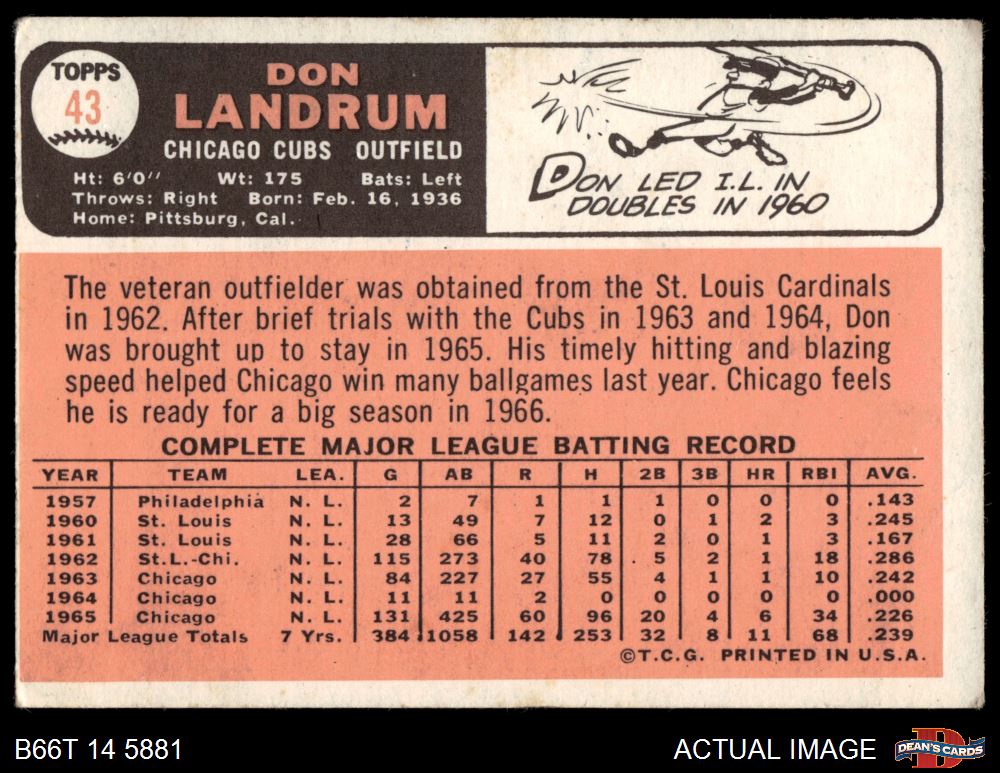 TOPPS
43
DON
LANDRUM
CHICAGO CUBS OUTFIELD
Ht: 6'0" Wt: 175 Bats: Left
Throws: Right Born: Feb. 16, 1936
Home: Pittsburg, Cal.
DON LED I.L. IN
DOUBLES IN 1960
The veteran outfielder was obtained from the St. Louis Cardinals
in 1962. After brief trials with the Cubs in 1963 and 1964, Don
was brought up to stay in 1965. His timely hitting and blazing
speed helped Chicago win many ballgames last year. Chicago feels
he is ready for a big season in 1966.
COMPLETE MAJOR LEAGUE BATTING RECORD
YEAR TEAM LEA. G AB R H 2B 3B HR RBI AVG.
1957 Philadelphia N. L. 2 7 1 1 1 0 0 0 .143
1960 St. Louis N. L. 13 49 7 12 0 1 2 3 .245
1961 St. Louis N. L. 28 66 5 11 2 0 1 3 .167
1962 St.L.-Chi. N. L. 115 273 40 78 5 2 1 18 .286
1963 Chicago N. L. 84 227 27 55 4 1 1 10 .242
1964 Chicago N. L. 11 11 2 0 0 0 0 0 .000
1965 Chicago N. L. 131 425 60 96 20 4 6 34 .226
Major League Totals 7 Yrs. 384 1058 142 253 32 8 11 68 .239
©T.C.G. PRINTED IN U.S.A.
B66T 14 5881
ACTUAL IMAGE
DEAN'S CARDS